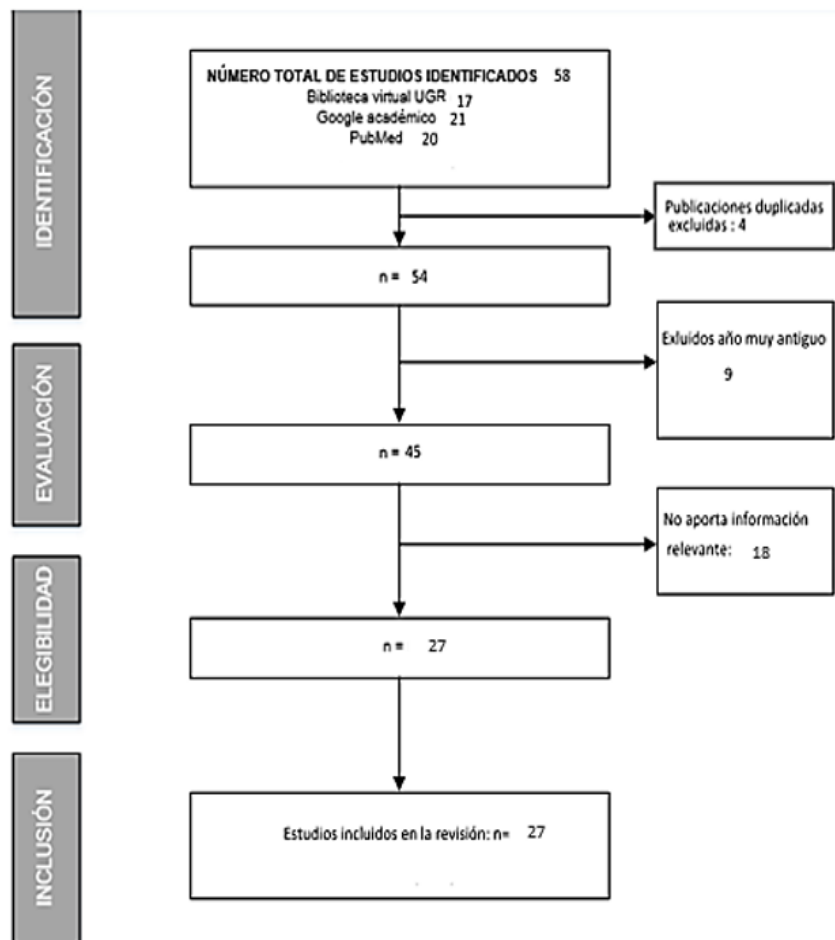 IDENTIFICACIÓN
NÚMERO TOTAL DE ESTUDIOS IDENTIFICADOS 58
Biblioteca virtual UGR 17
Google académico 21
PubMed 20
Publicaciones duplicadas
excluidas : 4
n = 54
Exluidos año muy antiguo
9
EVALUACIÓN
n = 45
No aporta información
relevante: 18
ELEGIBILIDAD
n = 27
INCLUSIÓN
Estudios incluidos en la revisión: n= 27